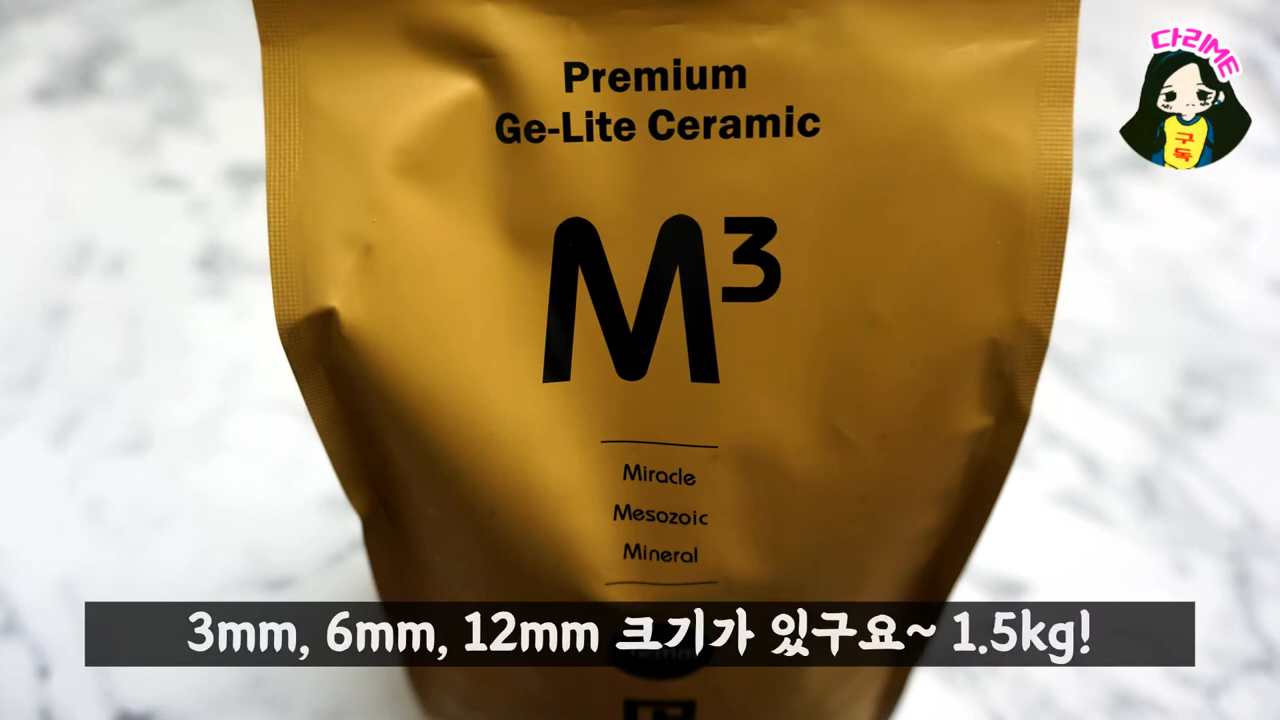 Premium
Ge-Lite Ceramic
M³
Miracle
Mesozoic
Mineral
3mm, 6mm, 12mm 크기가 있구요~ 1.5kg!
다리ME
구
독